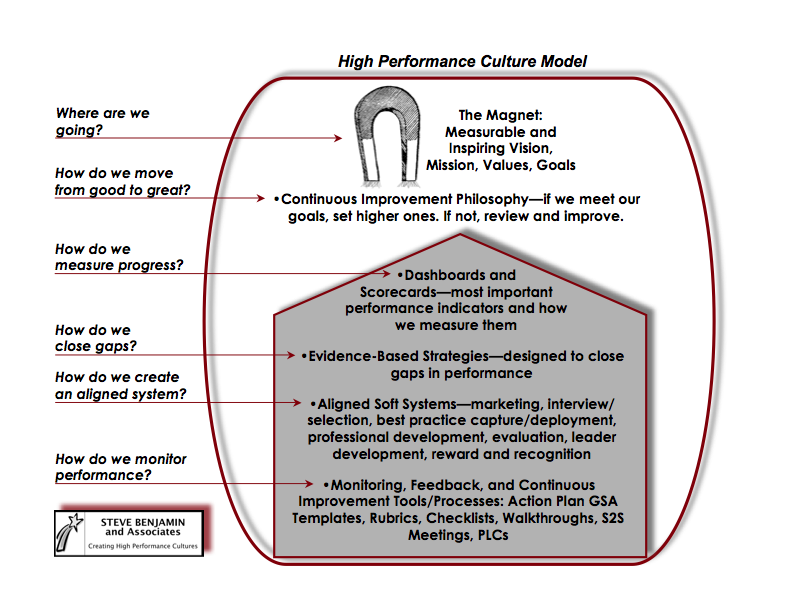 High Performance Culture Model
Where are we
going?
The Magnet:
Measurable and
Inspiring Vision,
Mission, Values, Goals
How do we move
from good to great?
•Continuous Improvement Philosophy—if we meet our
goals, set higher ones. If not, review and improve.
How do we
measure progress?
•Dashboards and
Scorecards—most important
performance indicators and how
we measure them
How do we
close gaps?
•Evidence-Based Strategies—designed to close
gaps in performance
How do we create
an aligned system?
•Aligned Soft Systems—marketing, interview/
selection, best practice capture/deployment,
professional development, evaluation, leader
development, reward and recognition
How do we monitor
performance?
•Monitoring, Feedback, and Continuous
Improvement Tools/Processes: Action Plan GSA
Templates, Rubrics, Checklists, Walkthroughs, S2S
Meetings, PLCs
STEVE BENJAMIN
and Associates
Creating High Performance Cultures